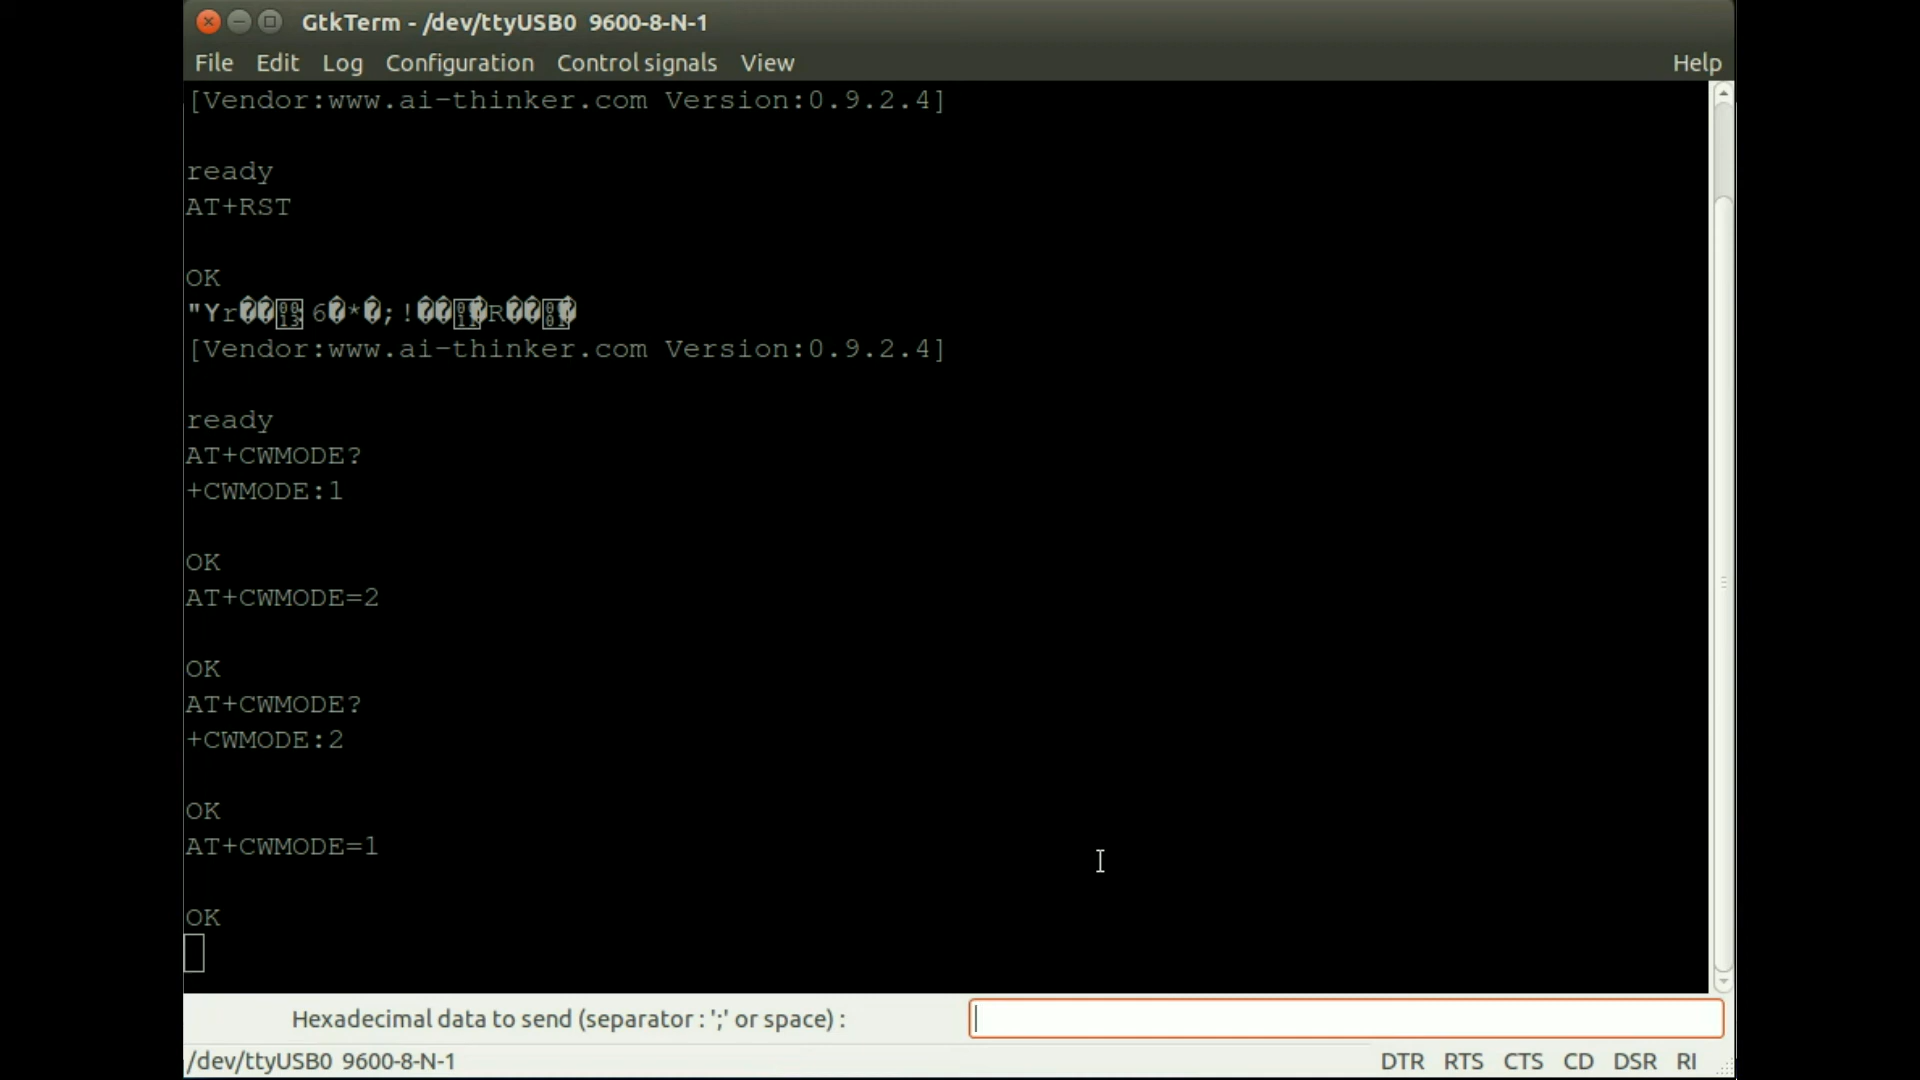 GtkTerm - /dev/ttyUSB0 9600-8-N-1
File Edit Log Configuration Control signals View Help
[Vendor:www.ai-thinker.com Version:0.9.2.4]
ready
AT+RST
OK
"Yr��6�*�;!���R���
[Vendor:www.ai-thinker.com Version:0.9.2.4]
ready
AT+CWMODE?
+CWMODE:1
OK
AT+CWMODE=2
OK
AT+CWMODE?
+CWMODE:2
OK
AT+CWMODE=1
OK
Hexadecimal data to send (separator : ';' or space) :
/dev/ttyUSB0 9600-8-N-1 DTR RTS CTS CD DSR RI